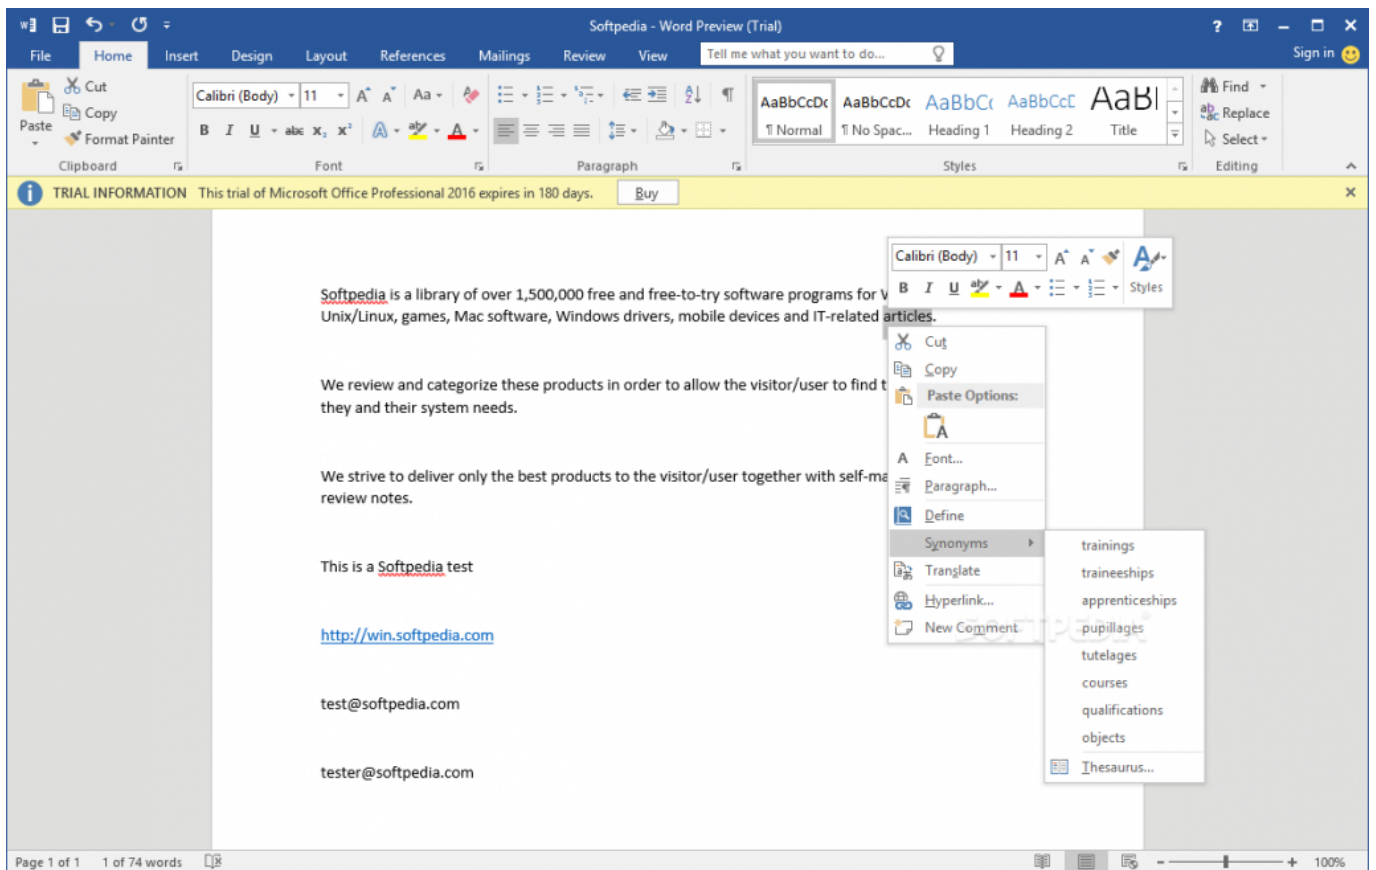 Softpedia - Word Preview (Trial)
File Home Insert Design Layout References Mailings Review View Tell me what you want to do... Sign in
Paste
Cut
Copy
Format Painter
Clipboard
Calibri (Body) 11
Font
Paragraph
AaBbCcDc AaBbCcDc AaBbCc AaBbCcD AaBl
¶ Normal ¶ No Spac... Heading 1 Heading 2 Title
Styles
Find
Replace
Select
Editing
TRIAL INFORMATION This trial of Microsoft Office Professional 2016 expires in 180 days. Buy
Softpedia is a library of over 1,500,000 free and free-to-try software programs for
Unix/Linux, games, Mac software, Windows drivers, mobile devices and IT-related articles.
We review and categorize these products in order to allow the visitor/user to find
they and their system needs.
We strive to deliver only the best products to the visitor/user together with
review notes.
This is a Softpedia test
http://win.softpedia.com
test@softpedia.com
tester@softpedia.com
Calibri (Body) 11
B I U Styles
Cut
Copy
Paste Options:
Font...
Paragraph...
Define
Synonyms
Translate
Hyperlink...
New Comment
trainings
traineeships
apprenticeships
pupillages
tutelages
courses
qualifications
objects
Thesaurus...
SOFTPEDIA
Page 1 of 1 1 of 74 words 100%